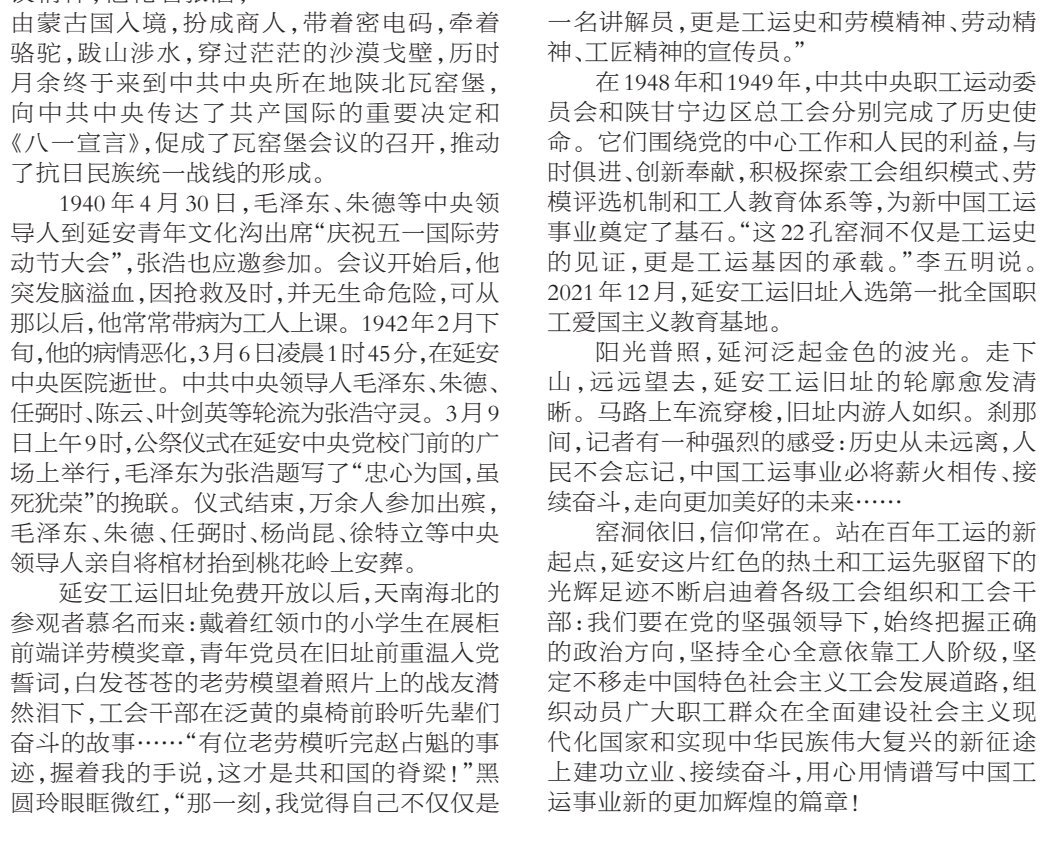 由蒙古国入境,扮成商人,带着密电码,牵着
骆驼,跋山涉水,穿过茫茫的沙漠戈壁,历时
月余终于来到中共中央所在地陕北瓦窑堡,
向中共中央传达了共产国际的重要决定和
《八一宣言》,促成了瓦窑堡会议的召开,推动
了抗日民族统一战线的形成。
1940年4月30日,毛泽东、朱德等中央领
导人到延安青年文化沟出席“庆祝五一国际劳
动节大会”,张浩也应邀参加。会议开始后,他
突发脑溢血,因抢救及时,并无生命危险,可从
那以后,他常常带病为工人上课。1942年2月下
旬,他的病情恶化,3月6日凌晨1时45分,在延安
中央医院逝世。中共中央领导人毛泽东、朱德、
任弼时、陈云、叶剑英等轮流为张浩守灵。3月9
日上午9时,公祭仪式在延安中央党校门前的广
场上举行,毛泽东为张浩题写了“忠心为国,虽
死犹荣”的挽联。仪式结束,万余人参加出殡,
毛泽东、朱德、任弼时、杨尚昆、徐特立等中央
领导人亲自将棺材抬到桃花岭上安葬。
延安工运旧址免费开放以后,天南海北的
参观者慕名而来:戴着红领巾的小学生在展柜
前端详劳模奖章,青年党员在旧址前重温入党
誓词,白发苍苍的老劳模望着照片上的战友潸
然泪下,工会干部在泛黄的桌椅前聆听先辈们
奋斗的故事……“有位老劳模听完赵占魁的事
迹,握着我的手说,这才是共和国的脊梁!”黑
圆玲眼眶微红,“那一刻,我觉得自己不仅仅是
一名讲解员,更是工运史和劳模精神、劳动精
神、工匠精神的宣传员。”
在1948年和1949年,中共中央职工运动委
员会和陕甘宁边区总工会分别完成了历史使
命。它们围绕党的中心工作和人民的利益,与
时俱进、创新奉献,积极探索工会组织模式、劳
模评选机制和工人教育体系等,为新中国工运
事业奠定了基石。“这22孔窑洞不仅是工运史
的见证,更是工运基因的承载。”李五明说。
2021年12月,延安工运旧址入选第一批全国职
工爱国主义教育基地。
阳光普照,延河泛起金色的波光。走下
山,远远望去,延安工运旧址的轮廓愈发清
晰。马路上车流穿梭,旧址内游人如织。刹那
间,记者有一种强烈的感受:历史从未远离,人
民不会忘记,中国工运事业必将薪火相传、接
续奋斗,走向更加美好的未来……
窑洞依旧,信仰常在。站在百年工运的新
起点,延安这片红色的热土和工运先驱留下的
光辉足迹不断启迪着各级工会组织和工会干
部:我们要在党的坚强领导下,始终把握正确
的政治方向,坚持全心全意依靠工人阶级,坚
定不移走中国特色社会主义工会发展道路,组
织动员广大职工群众在全面建设社会主义现
代化国家和实现中华民族伟大复兴的新征途
上建功立业、接续奋斗,用心用情谱写中国工
运事业新的更加辉煌的篇章!